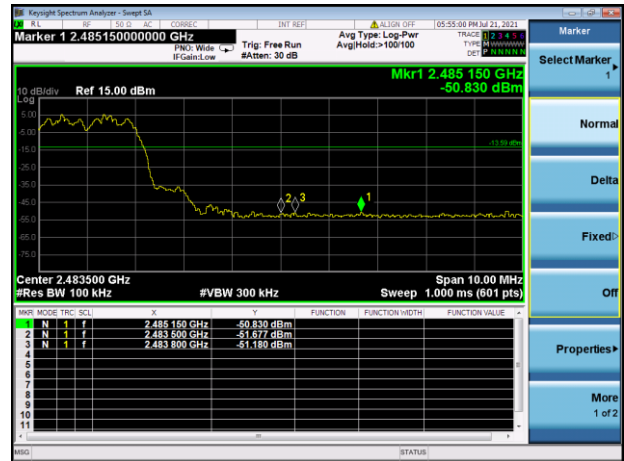 Keysight Spectrum Analyzer - Swept SA
RL RF 50 Ω AC CORREC INT REF ALIGN OFF 05:55:00 PM Jul 21, 2021
Marker 1 2.485150000000 GHz
PNO: Wide
IFGain:Low
Trig: Free Run
#Atten: 30 dB
Avg Type: Log-Pwr
Avg|Hold:>100/100
TRACE 1 2 3 4 5 6
TYPE M W W W W W
DET P N N N N N
Mkr1 2.485 150 GHz
-50.830 dBm
10 dB/div Ref 15.00 dBm
Log
5.00
-5.00
-13.59 dBm
-15.0
-25.0
-35.0
-45.0
-55.0
-65.0
-75.0
2 3 1
Center 2.483500 GHz Span 10.00 MHz
#Res BW 100 kHz #VBW 300 kHz Sweep 1.000 ms (601 pts)
MKR MODE TRC SCL X Y FUNCTION FUNCTION WIDTH FUNCTION VALUE
1 N 1 f 2.485 150 GHz -50.830 dBm
2 N 1 f 2.483 500 GHz -51.677 dBm
3 N 1 f 2.483 800 GHz -51.180 dBm
4
5
6
7
8
9
10
11
MSG STATUS
Marker
Select Marker
1
Normal
Delta
Fixed
Off
Properties
More
1 of 2